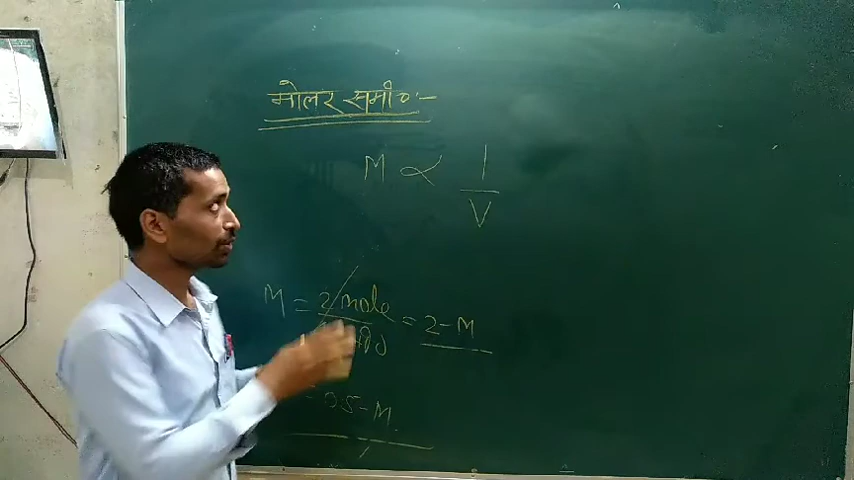 मोलर समी० :-
M ∝ 1/V
M = 2 mole = 2-M
0.5-M